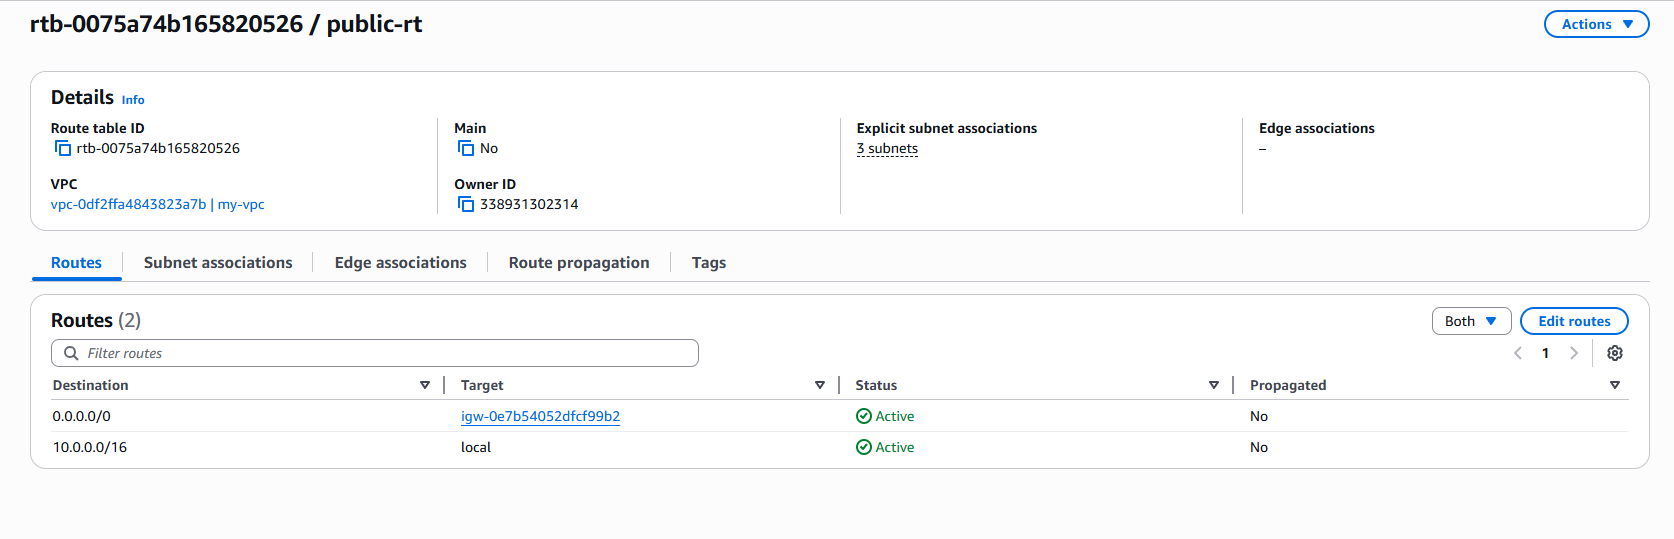 rtb-0075a74b165820526 / public-rt
Actions
Details Info
Route table ID
rtb-0075a74b165820526
Main
No
Explicit subnet associations
3 subnets
Edge associations
–
VPC
vpc-0df2ffa4843823a7b | my-vpc
Owner ID
338931302314
Routes
Subnet associations
Edge associations
Route propagation
Tags
Routes (2)
Both
Edit routes
Filter routes
1
Destination Target Status Propagated
0.0.0.0/0 igw-0e7b54052dfcf99b2 Active No
10.0.0.0/16 local Active No